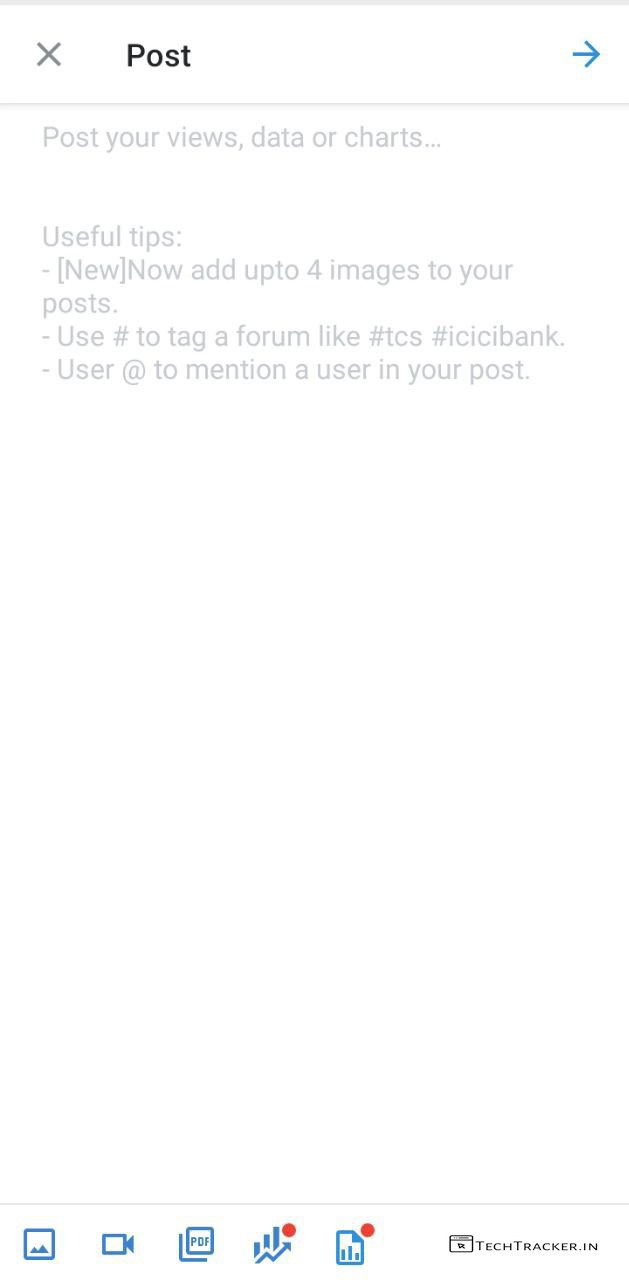 Post
Post your views, data or charts...
Useful tips:
- [New]Now add upto 4 images to your
posts.
- Use # to tag a forum like #tcs #icicibank.
- User @ to mention a user in your post.
PDF
TECHTRACKER.IN